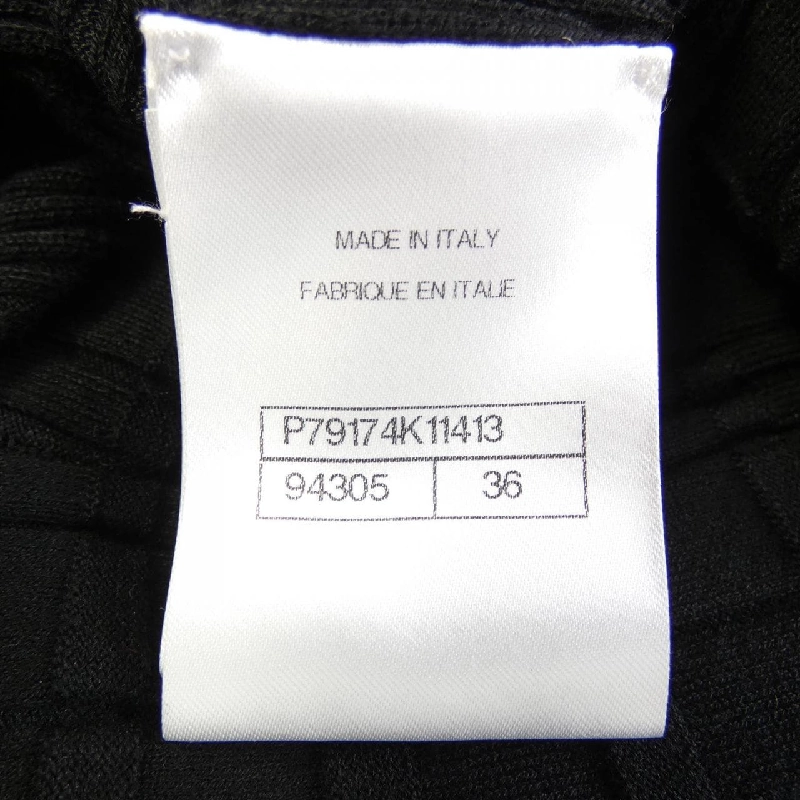 MADE IN ITALY
FABRIQUE EN ITALIE
P79174K11413
94305 36